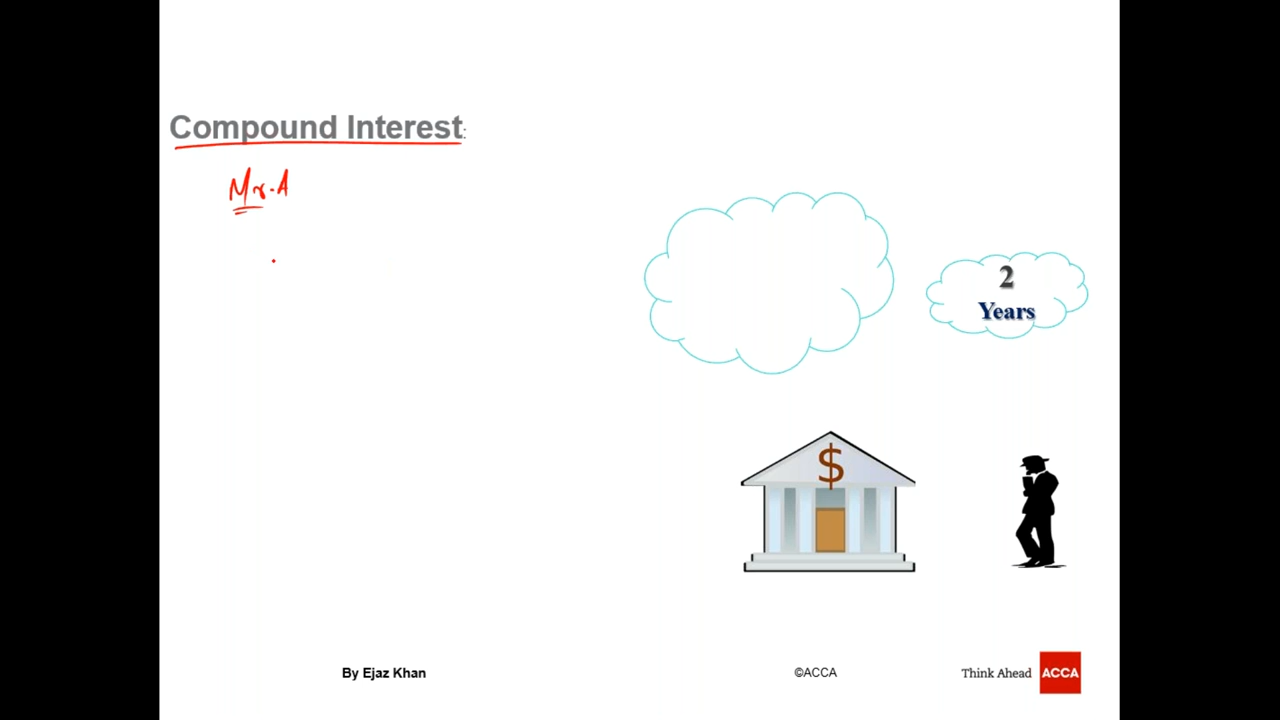 Compound Interest:
Mr. A
2
Years
$
By Ejaz Khan
©ACCA
Think Ahead ACCA